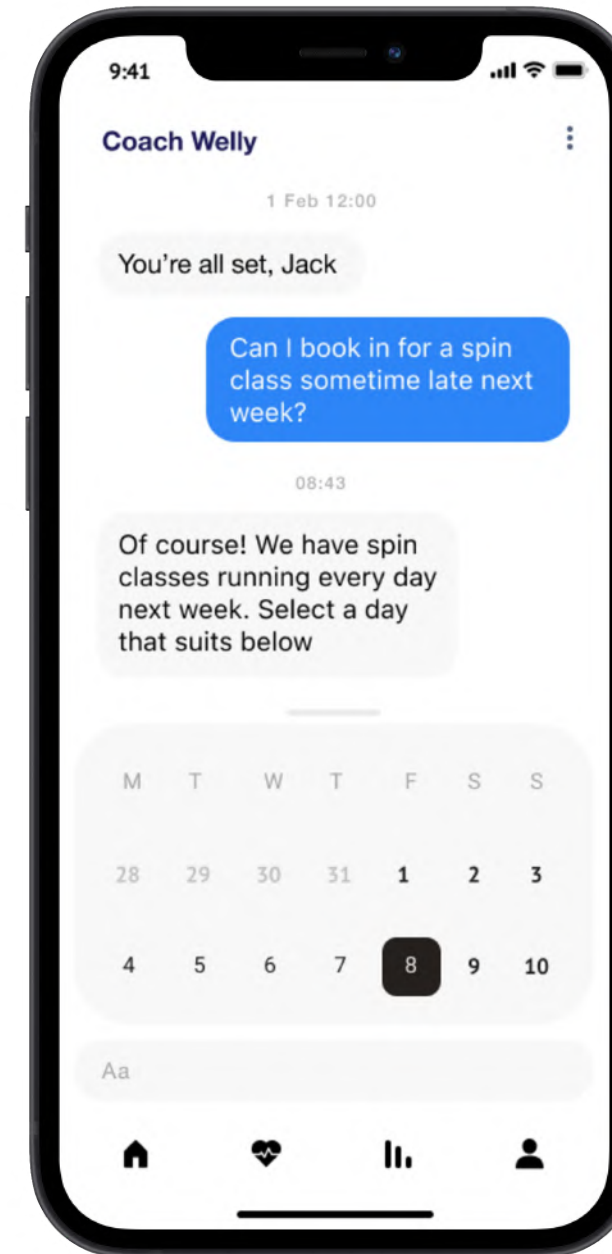 9:41
Coach Welly
1 Feb 12:00
You're all set, Jack
Can I book in for a spin
class sometime late next
week?
08:43
Of course! We have spin
classes running every day
next week. Select a day
that suits below
M T W T F S S
28 29 30 31 1 2 3
4 5 6 7 8 9 10
Aa